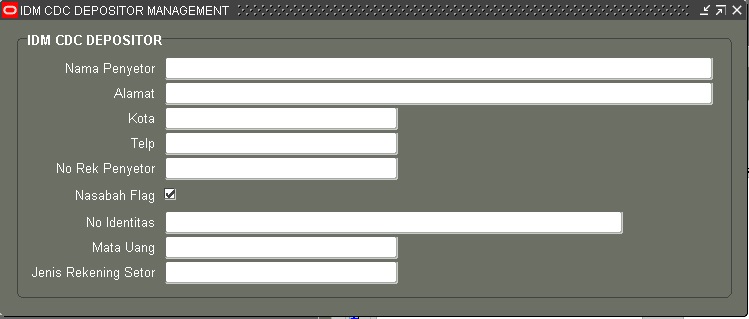 IDM CDC DEPOSITOR MANAGEMENT
IDM CDC DEPOSITOR
Nama Penyetor
Alamat
Kota
Telp
No Rek Penyetor
Nasabah Flag
No Identitas
Mata Uang
Jenis Rekening Setor